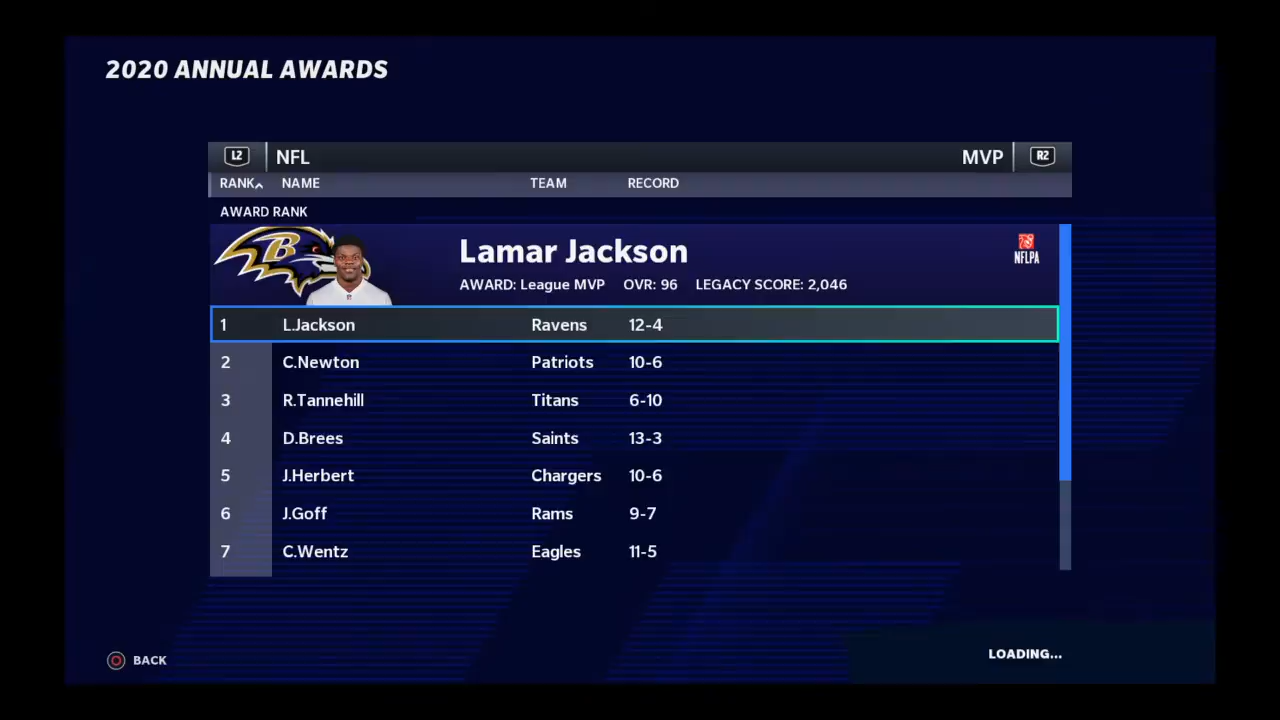 2020 ANNUAL AWARDS
L2 NFL MVP R2
RANK NAME TEAM RECORD
AWARD RANK
B
Lamar Jackson
NFLPA
AWARD: League MVP OVR: 96 LEGACY SCORE: 2,046
1 L.Jackson Ravens 12-4
2 C.Newton Patriots 10-6
3 R.Tannehill Titans 6-10
4 D.Brees Saints 13-3
5 J.Herbert Chargers 10-6
6 J.Goff Rams 9-7
7 C.Wentz Eagles 11-5
BACK
LOADING...